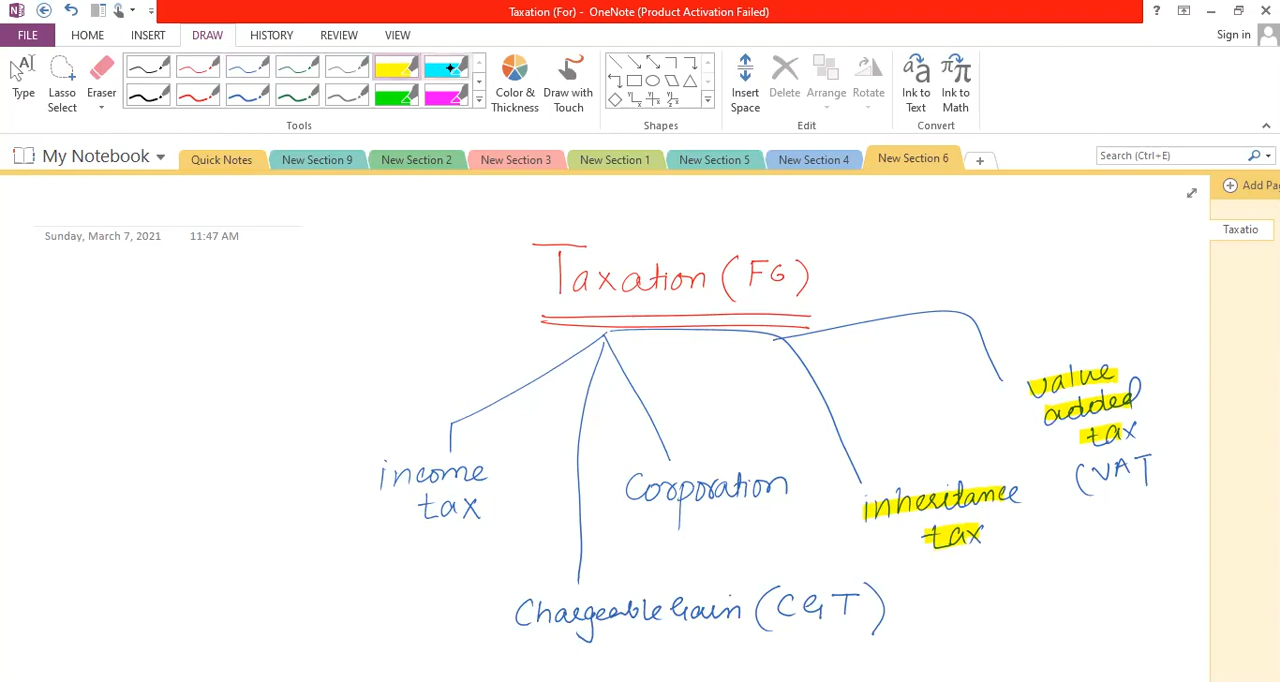 Taxation (For) - OneNote (Product Activation Failed)
?
FILE HOME INSERT DRAW HISTORY REVIEW VIEW
Sign in
Type
Lasso Select
Eraser
Color & Thickness
Draw with Touch
Insert Space
Delete
Arrange
Rotate
Ink to Text
Ink to Math
Tools
Shapes
Edit
Convert
My Notebook
Quick Notes
New Section 9
New Section 2
New Section 3
New Section 1
New Section 5
New Section 4
New Section 6
Search (Ctrl+E)
Add Pa
Taxatio
Sunday, March 7, 2021 11:47 AM
Taxation (F6)
value
added
tax
(VAT
income
tax
Corporation
inheritance
tax
Chargeable Gain (CGT)